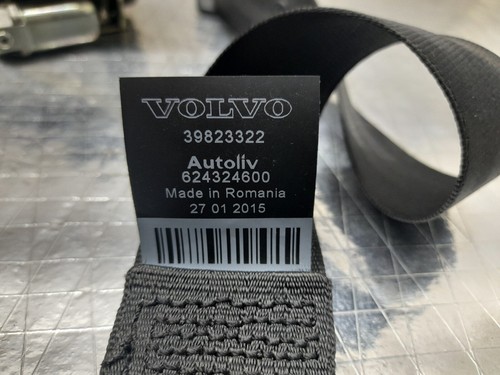 VOLVO
39823322
Autoliv
624324600
Made in Romania
27 01 2015